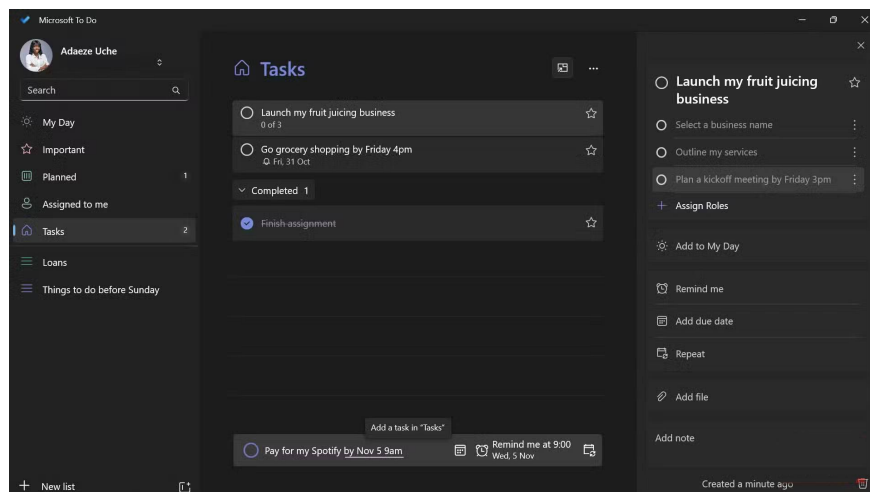 Microsoft To Do
Adaeze Uche
Search
My Day
Important
Planned 1
Assigned to me
Tasks 2
Loans
Things to do before Sunday
New list
Tasks
Launch my fruit juicing business
0 of 3
Go grocery shopping by Friday 4pm
Fri, 31 Oct
Completed 1
Finish assignment
Add a task in "Tasks"
Pay for my Spotify by Nov 5 9am
Remind me at 9:00
Wed, 5 Nov
Launch my fruit juicing
business
Select a business name
Outline my services
Plan a kickoff meeting by Friday 3pm
Assign Roles
Add to My Day
Remind me
Add due date
Repeat
Add file
Add note
Created a minute ago